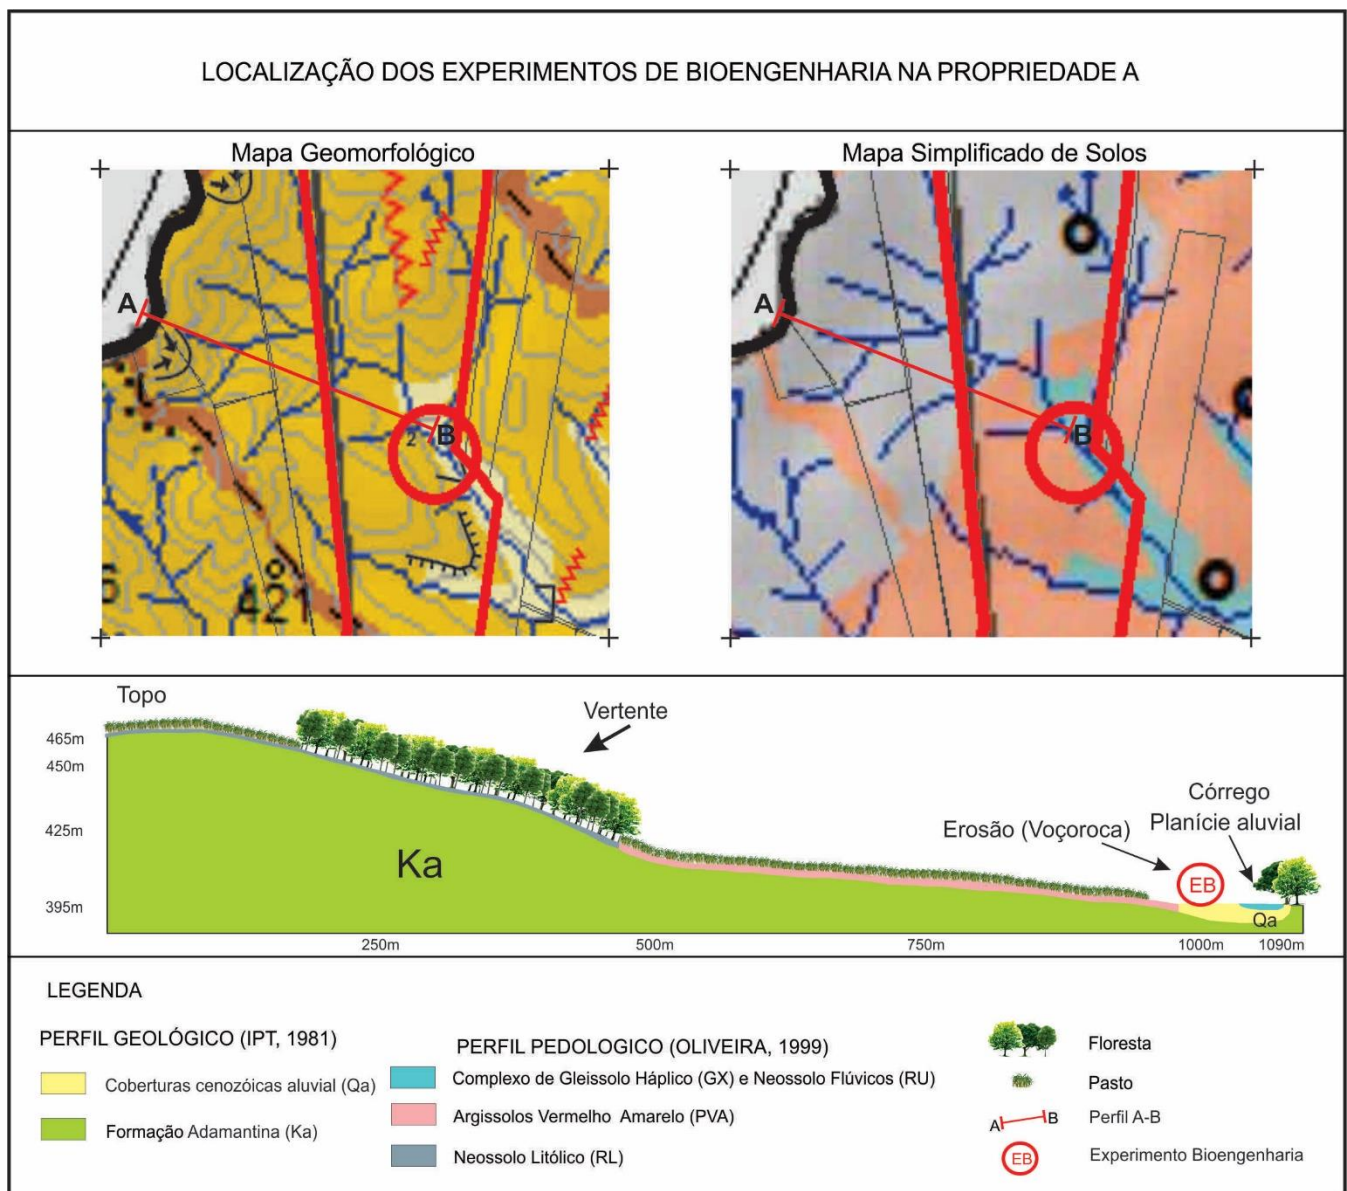 LOCALIZAÇÃO DOS EXPERIMENTOS DE BIOENGENHARIA NA PROPRIEDADE A
Mapa Geomorfológico
Mapa Simplificado de Solos
A
B
2
421
A
B
Topo
Vertente
465m
450m
425m
395m
Ka
Erosão (Voçoroca)
Córrego
Planície aluvial
EB
Qa
250m
500m
750m
1000m
1090m
LEGENDA
PERFIL GEOLÓGICO (IPT, 1981)
Coberturas cenozóicas aluvial (Qa)
Formação Adamantina (Ka)
PERFIL PEDOLOGICO (OLIVEIRA, 1999)
Complexo de Gleissolo Háplico (GX) e Neossolo Flúvicos (RU)
Argissolos Vermelho Amarelo (PVA)
Neossolo Litólico (RL)
Floresta
Pasto
A B Perfil A-B
EB Experimento Bioengenharia